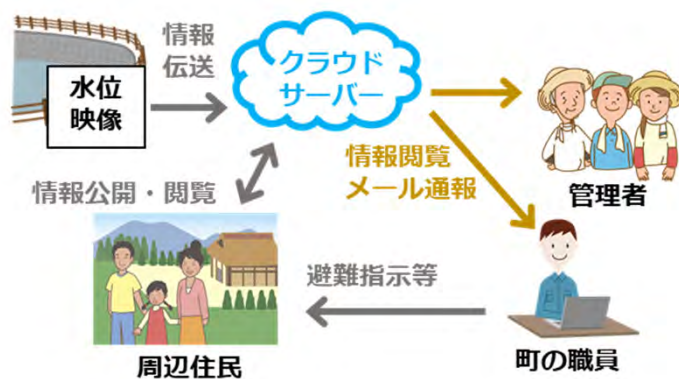 情報
伝送
クラウド
サーバー
水位
映像
情報閲覧
メール通報
管理者
情報公開・閲覧
避難指示等
周辺住民
町の職員